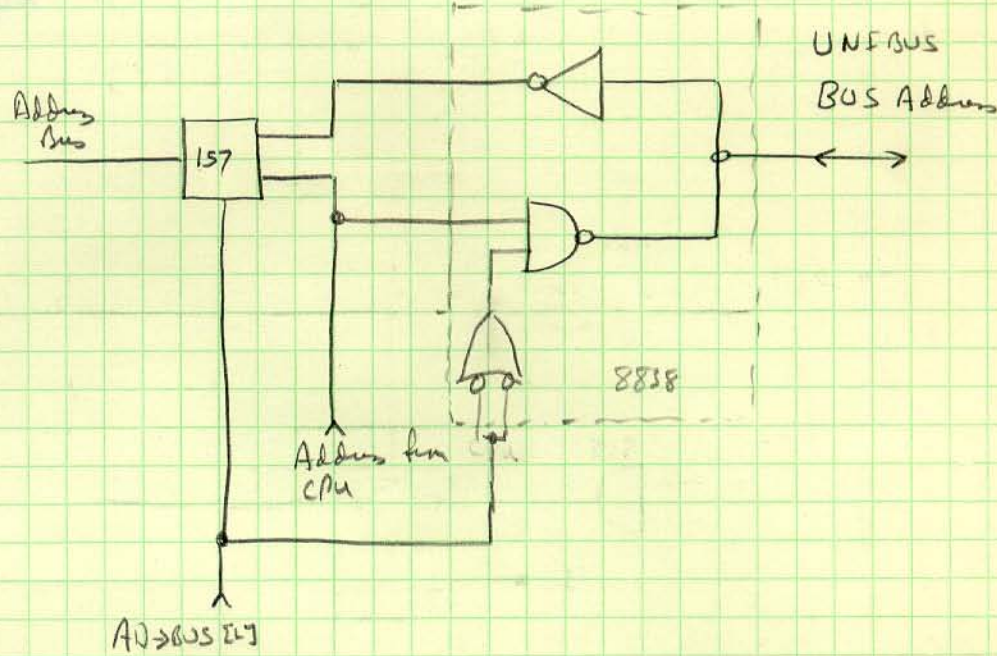 UNIBUS
BUS Address
Address
Bus
157
8838
Address from
CPU
AD→BUS [L]